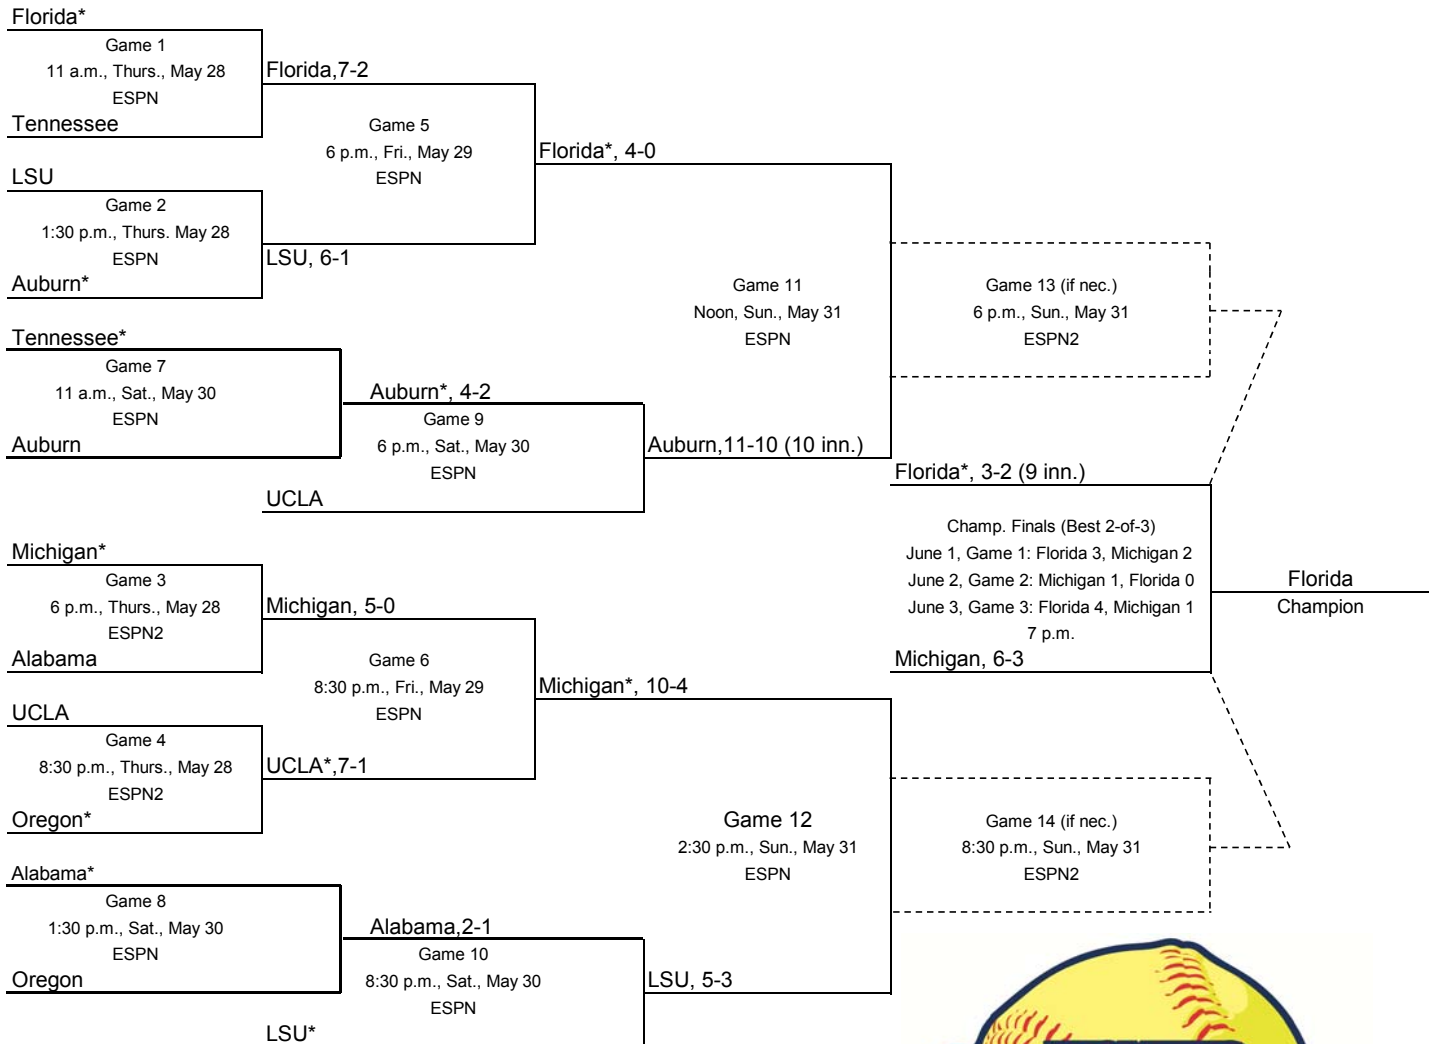 Florida*
Game 1
11 a.m., Thurs., May 28
ESPN
Tennessee
Florida,7-2
LSU
Game 2
1:30 p.m., Thurs. May 28
ESPN
Auburn*
LSU, 6-1
Game 5
6 p.m., Fri., May 29
ESPN
Florida*, 4-0
Tennessee*
Game 7
11 a.m., Sat., May 30
ESPN
Auburn
Auburn*, 4-2
Game 9
6 p.m., Sat., May 30
ESPN
UCLA
Auburn,11-10 (10 inn.)
Game 11
Noon, Sun., May 31
ESPN
Game 13 (if nec.)
6 p.m., Sun., May 31
ESPN2
Florida*, 3-2 (9 inn.)
Champ. Finals (Best 2-of-3)
June 1, Game 1: Florida 3, Michigan 2
June 2, Game 2: Michigan 1, Florida 0
June 3, Game 3: Florida 4, Michigan 1
7 p.m.
Michigan, 6-3
Florida
Champion
Michigan*
Game 3
6 p.m., Thurs., May 28
ESPN2
Alabama
Michigan, 5-0
UCLA
Game 4
8:30 p.m., Thurs., May 28
ESPN2
Oregon*
UCLA*,7-1
Game 6
8:30 p.m., Fri., May 29
ESPN
Michigan*, 10-4
Alabama*
Game 8
1:30 p.m., Sat., May 30
ESPN
Oregon
Alabama,2-1
Game 10
8:30 p.m., Sat., May 30
ESPN
LSU*
LSU, 5-3
Game 12
2:30 p.m., Sun., May 31
ESPN
Game 14 (if nec.)
8:30 p.m., Sun., May 31
ESPN2